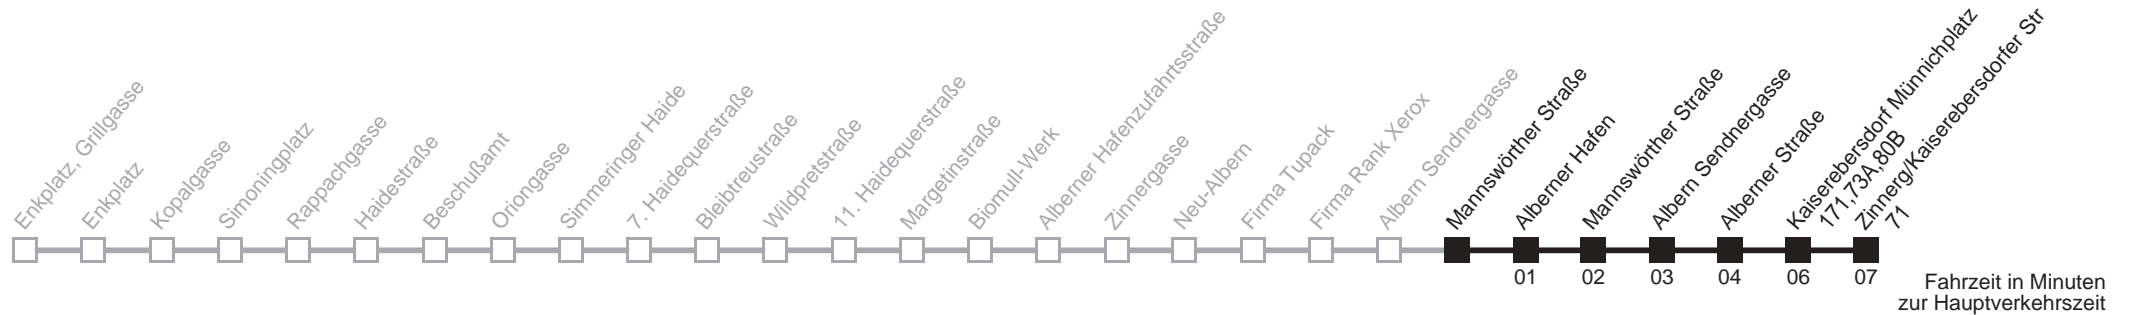 Enkplatz, Grillgasse
Enkplatz
Kopalgasse
Simoningplatz
Rappachgasse
Haidestraße
Beschußamt
Oriongasse
Simmeringer Haide
7. Haidequerstraße
Bleibtreustraße
Wildpretstraße
11. Haidequerstraße
Margetinstraße
Biomull-Werk
Alberner Hafenzufahrtsstraße
Zinnergasse
Neu-Albern
Firma Tupack
Firma Rank Xerox
Albern Sendnergasse
Mannswörther Straße
Alberner Hafen
Mannswörther Straße
Albern Sendnergasse
Alberner Straße
Kaiserebersdorf Münnichplatz
171,73A,80B
Zinnerg/Kaiserebersdorfer Str
71
01 02 03 04 06 07
Fahrzeit in Minuten
zur Hauptverkehrszeit